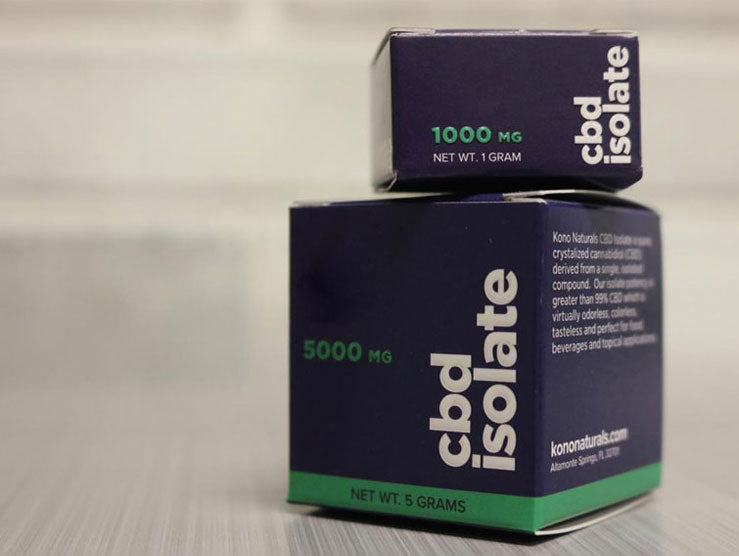 1000 MG
NET WT. 1 GRAM
cbd
isolate
5000 MG
cbd
isolate
NET WT. 5 GRAMS
Kono Naturals CBD Isolate is
crystalized cannabidiol (CBD)
derived from a single, isolated
compound. Our isolate potency is
greater than 99% CBD which is
virtually odorless, colorless,
tasteless and perfect for food,
beverages and topical applications.
kononaturals.com
Altamonte Springs, FL 32701